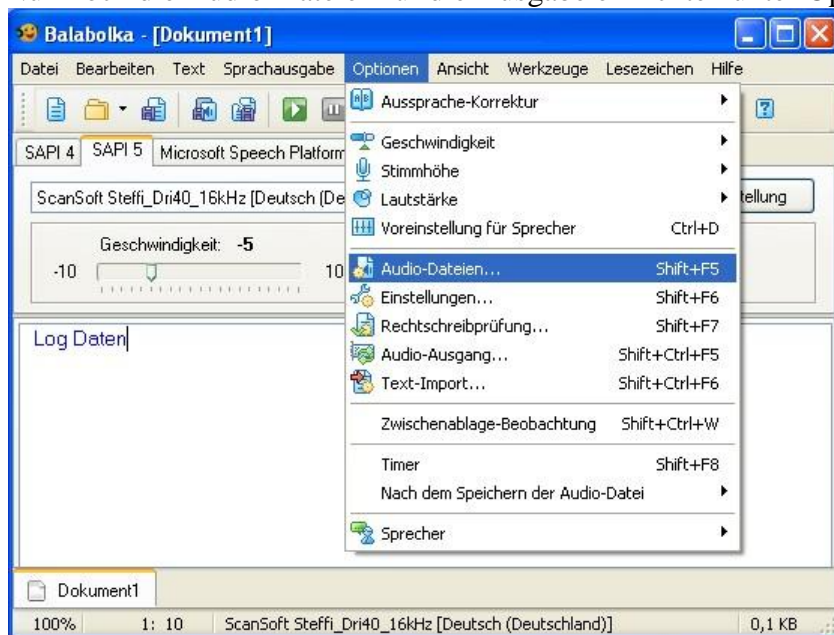 Balabolka - [Dokument1]
Datei Bearbeiten Text Sprachausgabe Optionen Ansicht Werkzeuge Lesezeichen Hilfe
SAPI 4 SAPI 5 Microsoft Speech Platform
ScanSoft Steffi_Dri40_16kHz [Deutsch (De
tellung
Geschwindigkeit: -5
-10 10
Log Daten
Aussprache-Korrektur
Geschwindigkeit
Stimmhöhe
Lautstärke
Voreinstellung für Sprecher Ctrl+D
Audio-Dateien... Shift+F5
Einstellungen... Shift+F6
Rechtschreibprüfung... Shift+F7
Audio-Ausgang... Shift+Ctrl+F5
Text-Import... Shift+Ctrl+F6
Zwischenablage-Beobachtung Shift+Ctrl+W
Timer Shift+F8
Nach dem Speichern der Audio-Datei
Sprecher
Dokument1
100% 1: 10 ScanSoft Steffi_Dri40_16kHz [Deutsch (Deutschland)] 0,1 KB